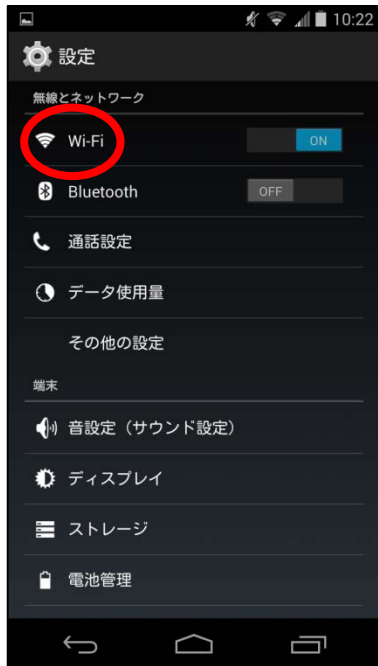 10:22
設定
無線とネットワーク
Wi-Fi ON
Bluetooth OFF
通話設定
データ使用量
その他の設定
端末
音設定（サウンド設定）
ディスプレイ
ストレージ
電池管理